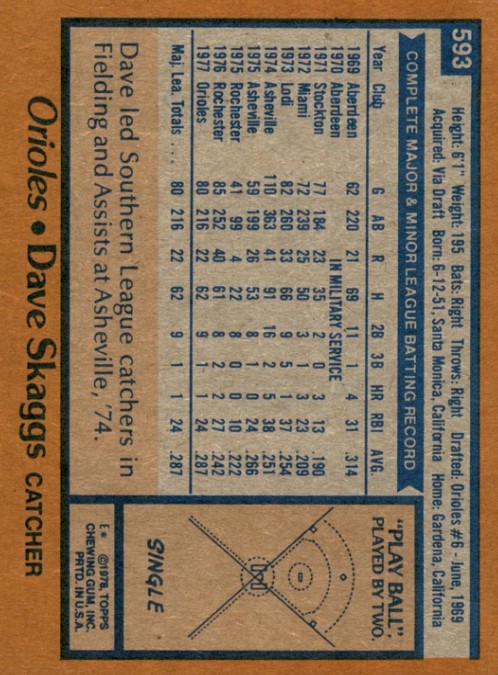 593
Height: 6'1" Weight: 195 Bats: Right Throws: Right Drafted: Orioles #6 - June, 1969
Acquired: Via Draft Born: 6-12-51, Santa Monica, California Home: Gardena, California
COMPLETE MAJOR & MINOR LEAGUE BATTING RECORD
Year Club G AB R H 2B 3B HR RBI AVG.
1969 Aberdeen 62 220 21 69 11 1 4 31 .314
1970 Aberdeen IN MILITARY SERVICE
1971 Stockton 77 184 23 35 2 0 3 13 .190
1972 Miami 72 239 25 50 3 1 3 23 .209
1973 Lodi 82 260 33 66 9 5 1 37 .254
1974 Asheville 110 363 41 91 16 2 5 38 .251
1975 Asheville 59 199 26 53 8 1 0 24 .266
1975 Rochester 41 99 4 22 8 0 0 10 .222
1976 Rochester 85 252 40 61 8 2 2 27 .242
1977 Orioles 80 216 22 62 9 1 1 24 .287
Maj. Lea. Totals ... 80 216 22 62 9 1 1 24 .287
Dave led Southern League catchers in
Fielding and Assists at Asheville, '74.
"PLAY BALL".
PLAYED BY TWO.
SINGLE
E* ©1978, TOPPS
CHEWING GUM, INC.
PRTD. IN U.S.A.
Orioles • Dave Skaggs CATCHER